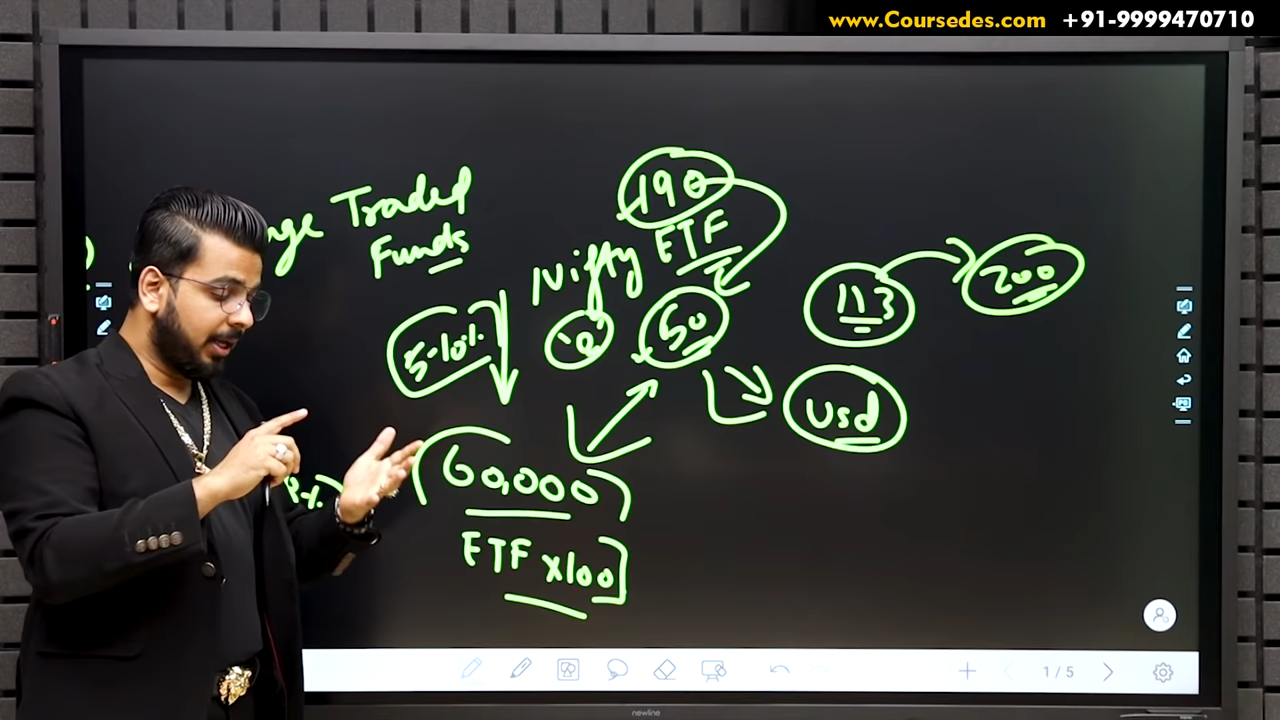 www.Coursedes.com +91-9999470710
nge Traded
Funds
190
Nifty ETF
5-10%
50
113
200
Usd
60,000
ETF x100
1/5
newline